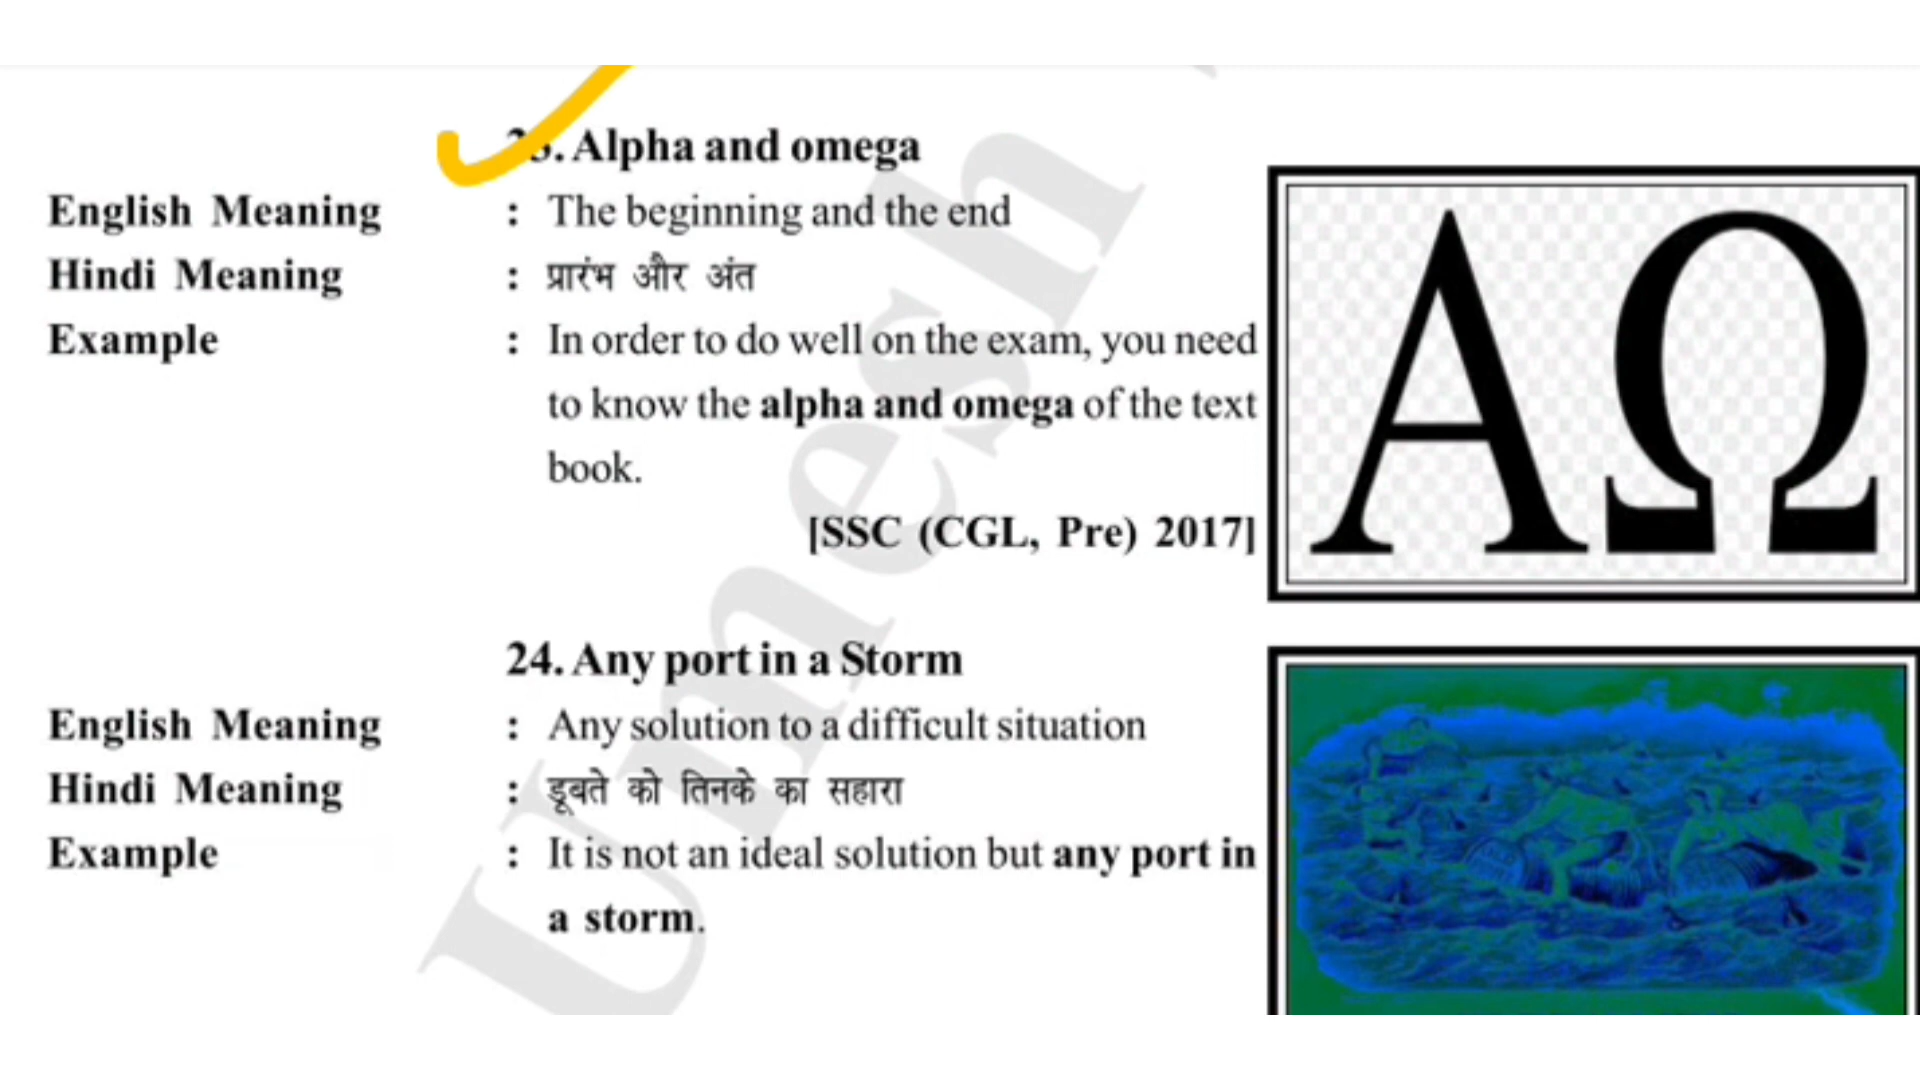 23. Alpha and omega
English Meaning : The beginning and the end
Hindi Meaning : प्रारंभ और अंत
Example : In order to do well on the exam, you need
to know the alpha and omega of the text
book.
[SSC (CGL, Pre) 2017]
ΑΩ
24. Any port in a Storm
English Meaning : Any solution to a difficult situation
Hindi Meaning : डूबते को तिनके का सहारा
Example : It is not an ideal solution but any port in
a storm.
Umesh